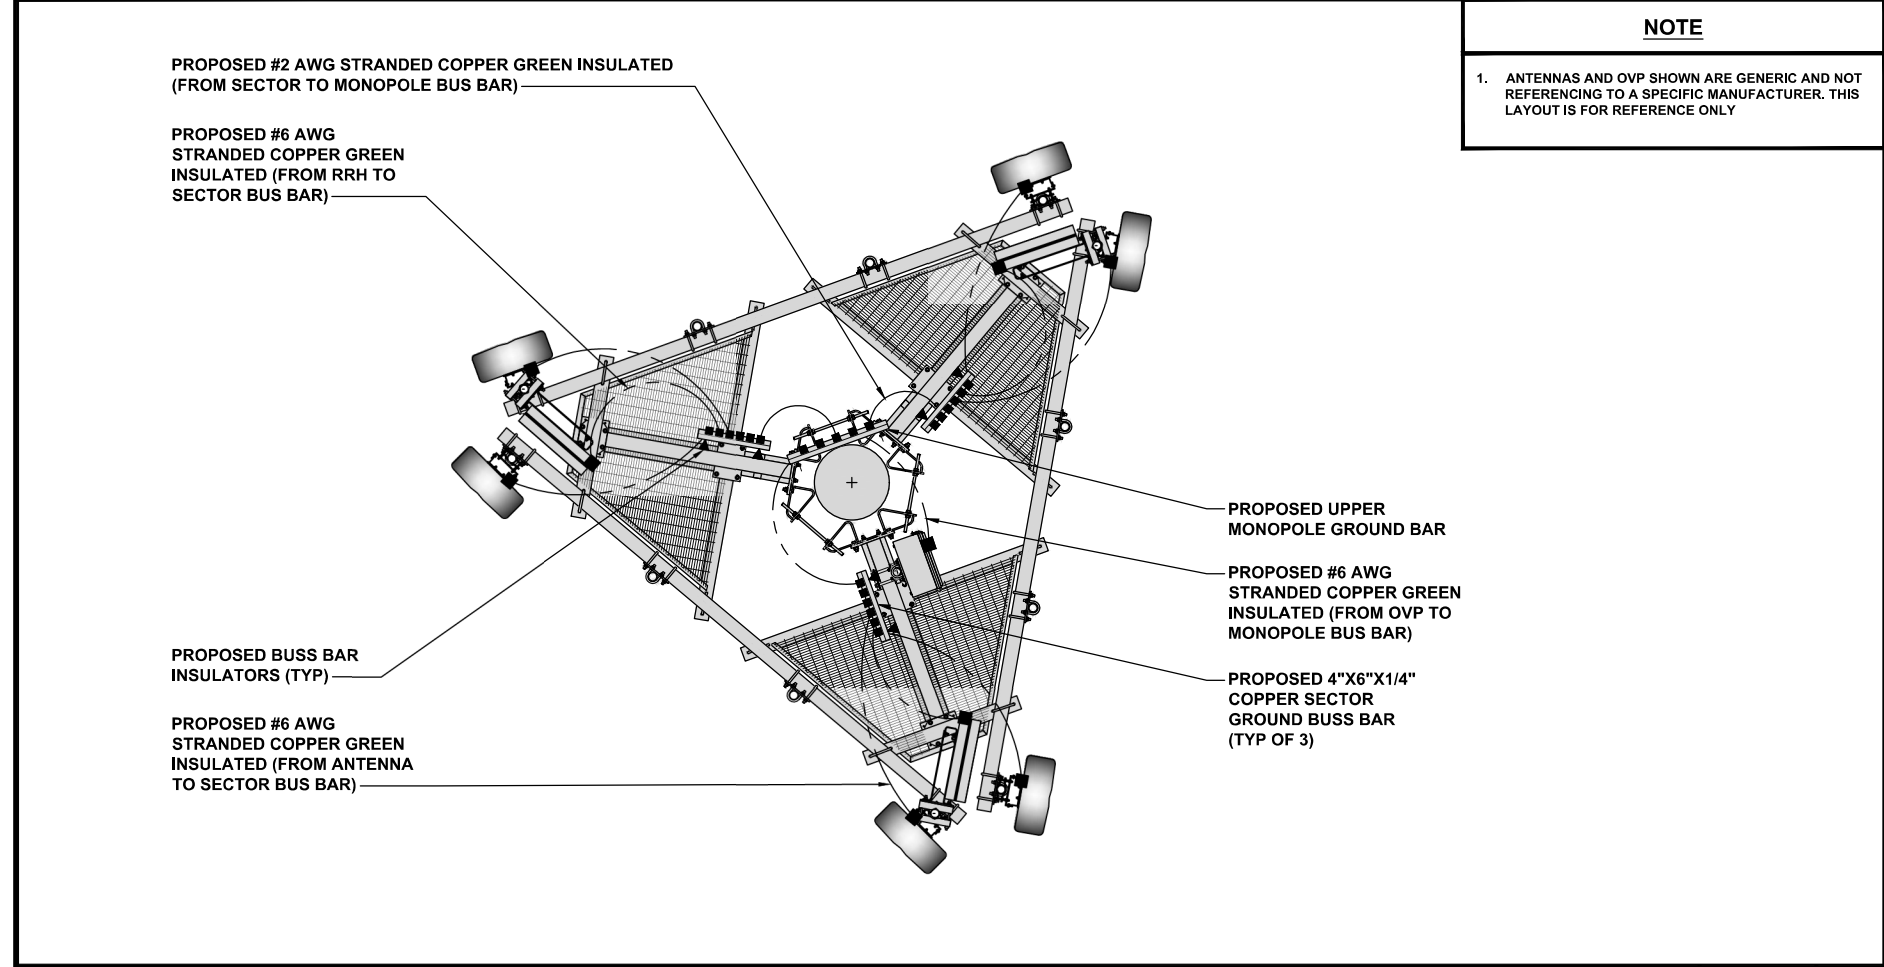 NOTE
1. ANTENNAS AND OVP SHOWN ARE GENERIC AND NOT
REFERENCING TO A SPECIFIC MANUFACTURER. THIS
LAYOUT IS FOR REFERENCE ONLY
PROPOSED #2 AWG STRANDED COPPER GREEN INSULATED
(FROM SECTOR TO MONOPOLE BUS BAR)
PROPOSED #6 AWG
STRANDED COPPER GREEN
INSULATED (FROM RRH TO
SECTOR BUS BAR)
PROPOSED BUSS BAR
INSULATORS (TYP)
PROPOSED #6 AWG
STRANDED COPPER GREEN
INSULATED (FROM ANTENNA
TO SECTOR BUS BAR)
PROPOSED UPPER
MONOPOLE GROUND BAR
PROPOSED #6 AWG
STRANDED COPPER GREEN
INSULATED (FROM OVP TO
MONOPOLE BUS BAR)
PROPOSED 4"X6"X1/4"
COPPER SECTOR
GROUND BUSS BAR
(TYP OF 3)